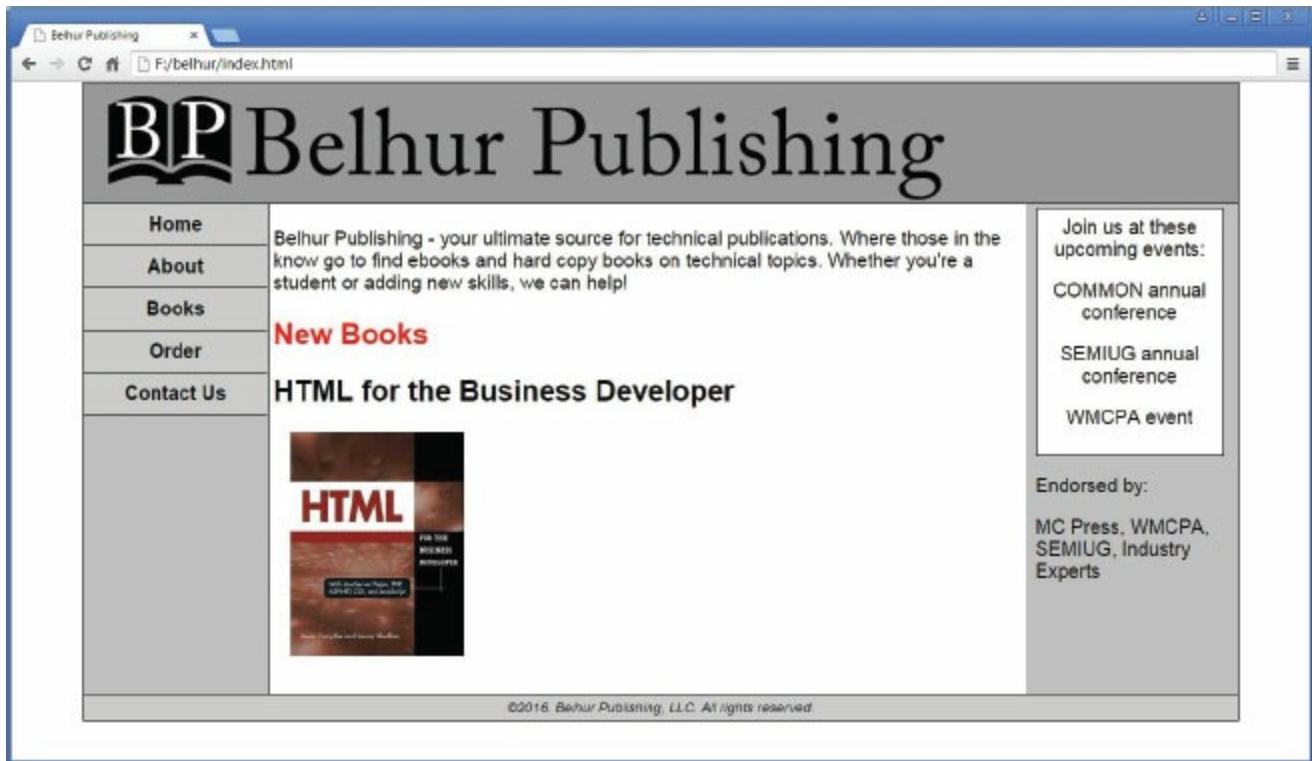 Belhur Publishing
F:/belhur/index.html
BP Belhur Publishing
Home
About
Books
Order
Contact Us
Belhur Publishing - your ultimate source for technical publications. Where those in the
know go to find ebooks and hard copy books on technical topics. Whether you're a
student or adding new skills, we can help!
New Books
HTML for the Business Developer
HTML
FOR THE
BUSINESS
DEVELOPER
Join us at these
upcoming events:
COMMON annual
conference
SEMIUG annual
conference
WMCPA event
Endorsed by:
MC Press, WMCPA,
SEMIUG, Industry
Experts
©2016. Belhur Publishing, LLC. All rights reserved.